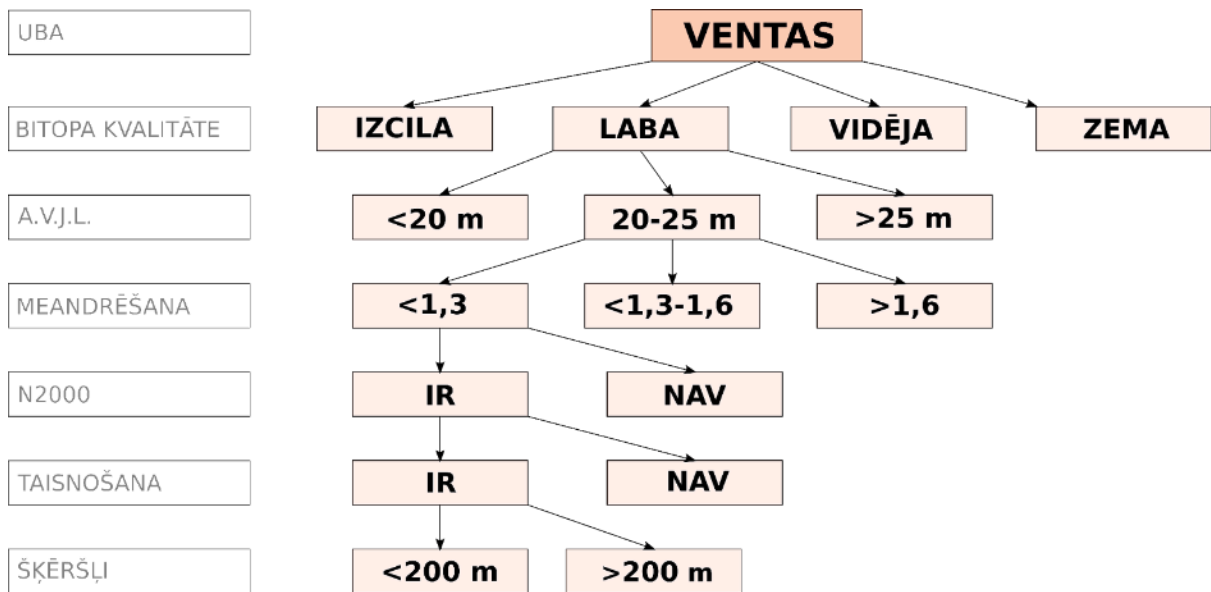 UBA
VENTAS
BITOPA KVALITĀTE
IZCILA
LABA
VIDĒJA
ZEMA
A.V.J.L.
<20 m
20-25 m
>25 m
MEANDRĒŠANA
<1,3
<1,3-1,6
>1,6
N2000
IR
NAV
TAISNOŠANA
IR
NAV
ŠĶĒRŠĻI
<200 m
>200 m